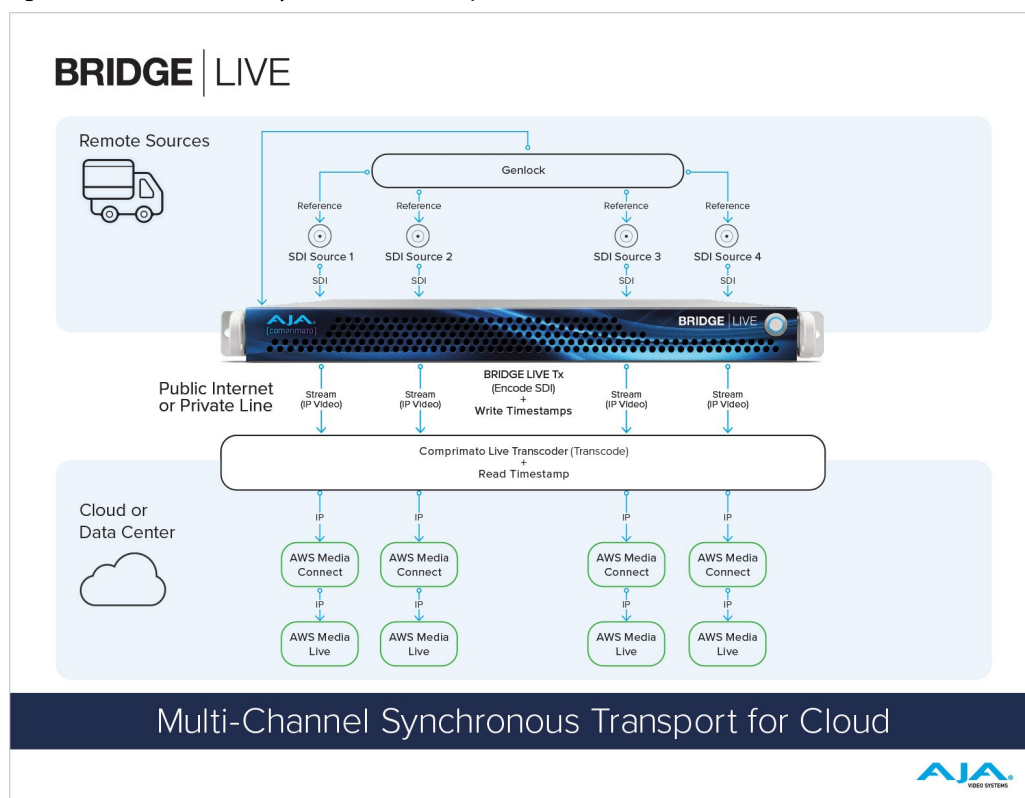 BRIDGE | LIVE
Remote Sources
Genlock
Reference Reference Reference Reference
SDI Source 1 SDI Source 2 SDI Source 3 SDI Source 4
SDI SDI SDI SDI
AJA.
[comprimato]
BRIDGE | LIVE
Public Internet
or Private Line
Stream
(IP Video)
Stream
(IP Video)
BRIDGE LIVE Tx
(Encode SDI)
+
Write Timestamps
Stream
(IP Video)
Stream
(IP Video)
Comprimato Live Transcoder (Transcode)
+
Read Timestamp
Cloud or
Data Center
IP IP IP IP
AWS Media
Connect
AWS Media
Connect
AWS Media
Connect
AWS Media
Connect
IP IP IP IP
AWS Media
Live
AWS Media
Live
AWS Media
Live
AWS Media
Live
Multi-Channel Synchronous Transport for Cloud
AJA.
VIDEO SYSTEMS